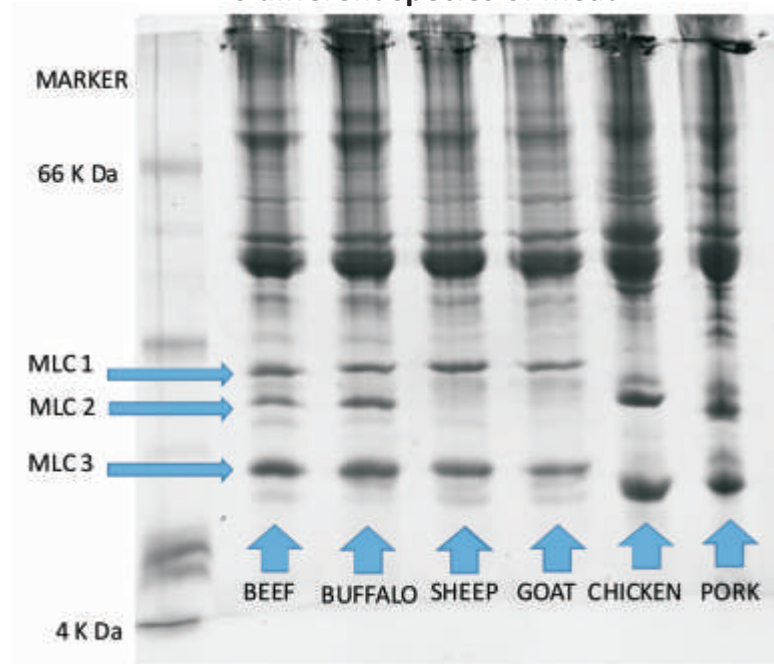 MARKER
66 K Da
MLC 1
MLC 2
MLC 3
BEEF BUFFALO SHEEP GOAT CHICKEN PORK
4 K Da